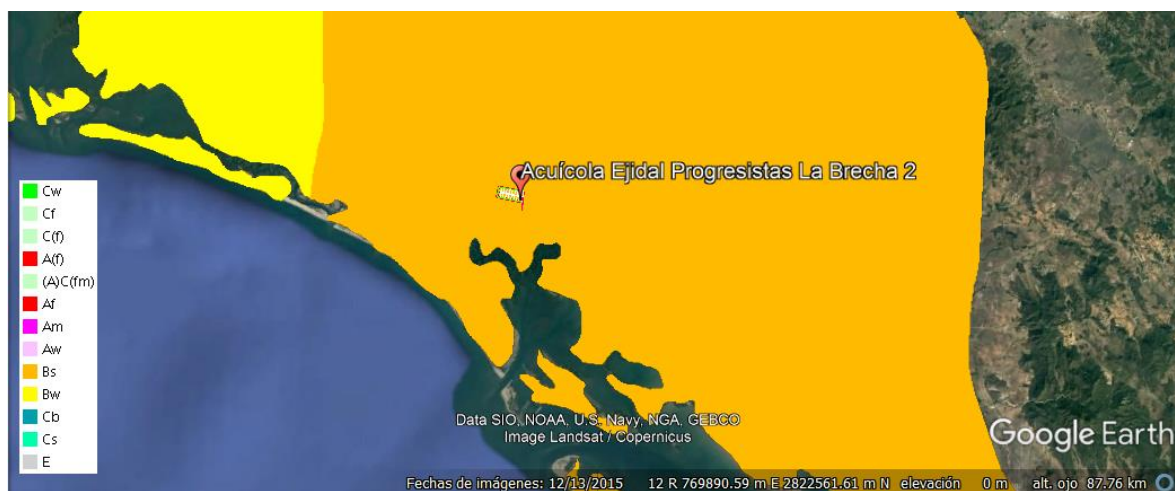 Acuícola Ejidal Progresistas La Brecha 2
Cw
Cf
C(f)
A(f)
(A)C(fm)
Af
Am
Aw
Bs
Bw
Cb
Cs
E
Data SIO, NOAA, U.S. Navy, NGA, GEBCO
Image Landsat / Copernicus
Google Earth
Fechas de imágenes: 12/13/2015 12 R 769890.59 m E 2822561.61 m N elevación 0 m alt. ojo 87.76 km